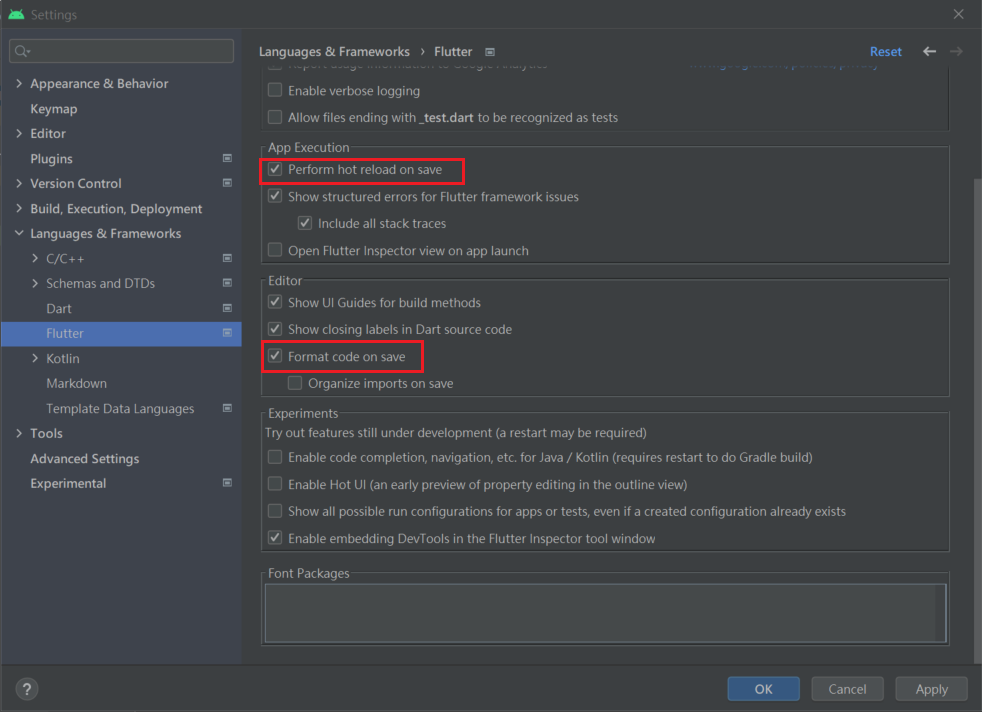 Settings
Languages & Frameworks › Flutter
Reset
Appearance & Behavior
Keymap
Editor
Plugins
Version Control
Build, Execution, Deployment
Languages & Frameworks
C/C++
Schemas and DTDs
Dart
Flutter
Kotlin
Markdown
Template Data Languages
Tools
Advanced Settings
Experimental
Enable verbose logging
Allow files ending with _test.dart to be recognized as tests
App Execution
Perform hot reload on save
Show structured errors for Flutter framework issues
Include all stack traces
Open Flutter Inspector view on app launch
Editor
Show UI Guides for build methods
Show closing labels in Dart source code
Format code on save
Organize imports on save
Experiments
Try out features still under development (a restart may be required)
Enable code completion, navigation, etc. for Java / Kotlin (requires restart to do Gradle build)
Enable Hot UI (an early preview of property editing in the outline view)
Show all possible run configurations for apps or tests, even if a created configuration already exists
Enable embedding DevTools in the Flutter Inspector tool window
Font Packages
?
OK
Cancel
Apply